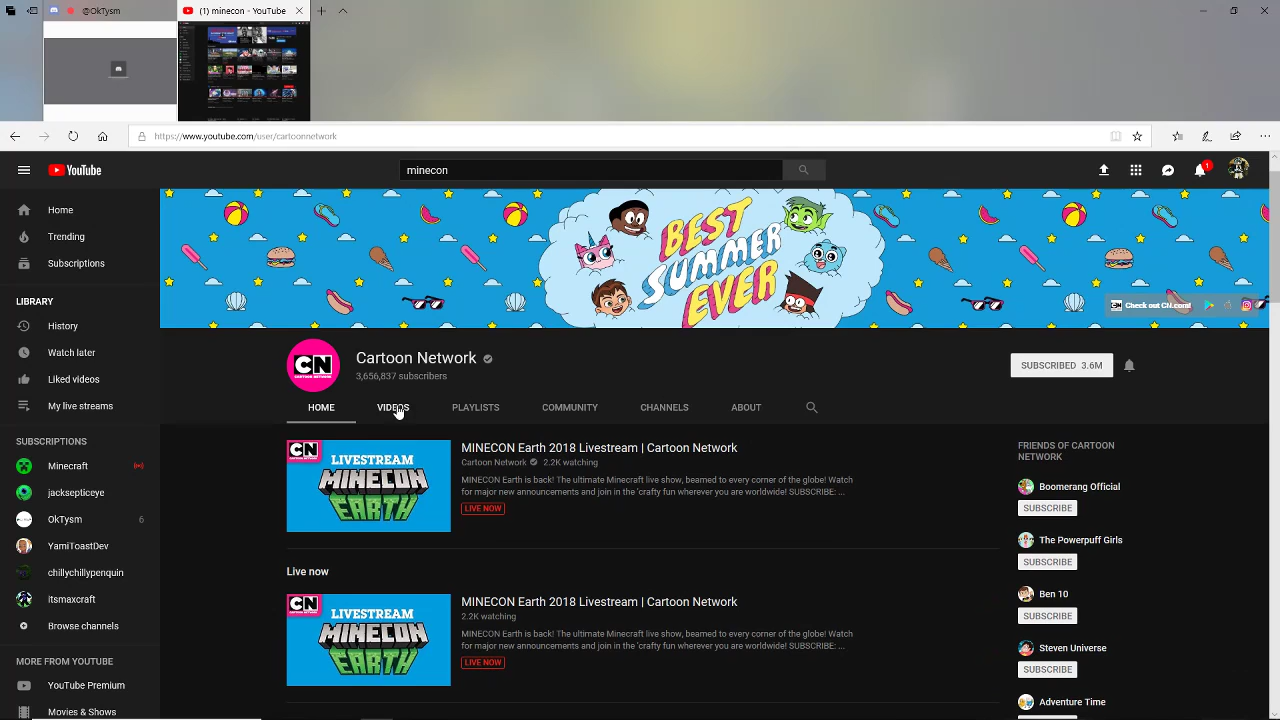 @OkTysm
(1) minecon - YouTube
https://www.youtube.com/user/cartoonnetwork
YouTube
minecon
1
Home
Trending
Subscriptions
LIBRARY
History
Watch later
Liked videos
My live streams
SUBSCRIPTIONS
Minecraft
jacksepticeye
OkTysm 6
YamiToastDev
chillychillypenquin
itsmaxcraft
Browse channels
MORE FROM YOUTUBE
YouTube Premium
Movies & Shows
BEST
SUMMER
EVER
Check out CN.com!
CN
CARTOON NETWORK
Cartoon Network
3,656,837 subscribers
SUBSCRIBED 3.6M
HOME VIDEOS PLAYLISTS COMMUNITY CHANNELS ABOUT
CN
LIVESTREAM
MINECON
EARTH
MINECON Earth 2018 Livestream | Cartoon Network
Cartoon Network 2.2K watching
MINECON Earth is back! The ultimate Minecraft live show, beamed to every corner of the globe! Watch
for major new announcements and join in the 'crafty fun wherever you are worldwide! SUBSCRIBE: ...
LIVE NOW
Live now
CN
LIVESTREAM
MINECON
EARTH
MINECON Earth 2018 Livestream | Cartoon Network
2.2K watching
MINECON Earth is back! The ultimate Minecraft live show, beamed to every corner of the globe! Watch
for major new announcements and join in the 'crafty fun wherever you are worldwide! SUBSCRIBE: ...
LIVE NOW
FRIENDS OF CARTOON
NETWORK
Boomerang Official
SUBSCRIBE
The Powerpuff Girls
SUBSCRIBE
Ben 10
SUBSCRIBE
Steven Universe
SUBSCRIBE
Adventure Time